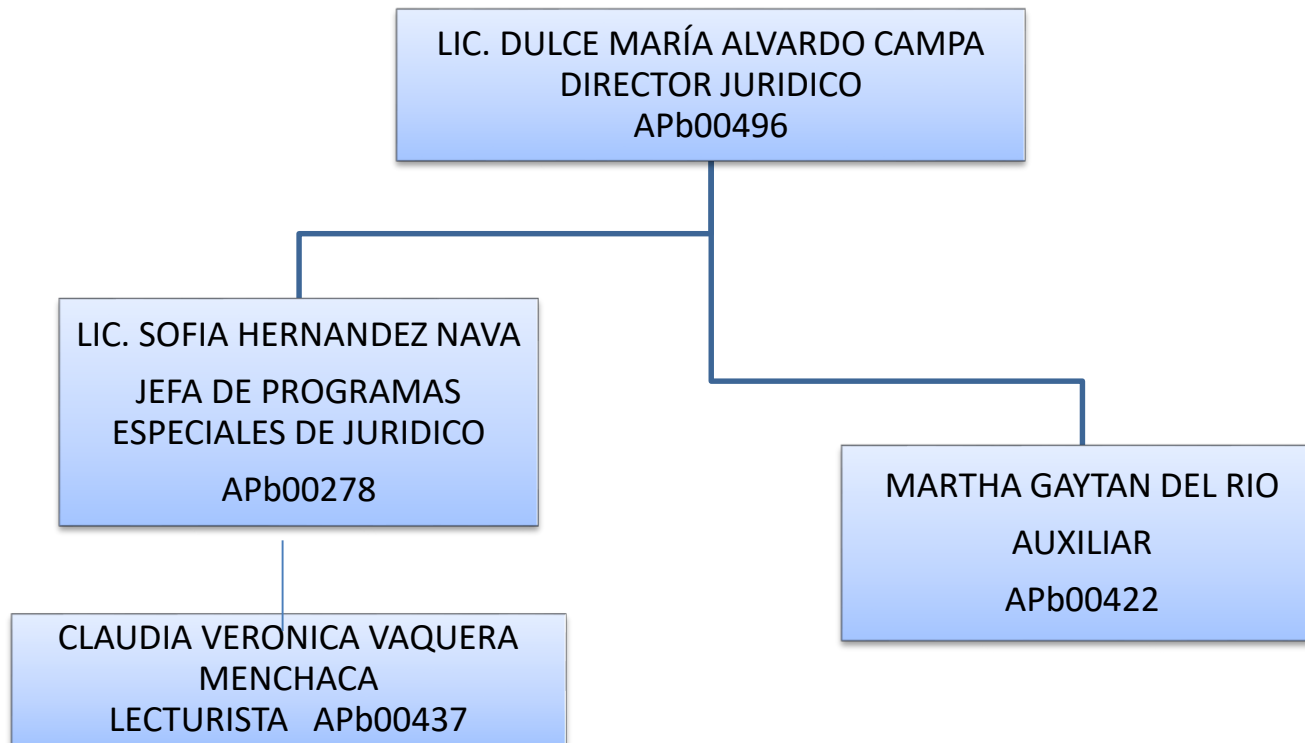 LIC. DULCE MARÍA ALVARDO CAMPA
DIRECTOR JURIDICO
APb00496
LIC. SOFIA HERNANDEZ NAVA
JEFA DE PROGRAMAS
ESPECIALES DE JURIDICO
APb00278
MARTHA GAYTAN DEL RIO
AUXILIAR
APb00422
CLAUDIA VERONICA VAQUERA
MENCHACA
LECTURISTA APb00437